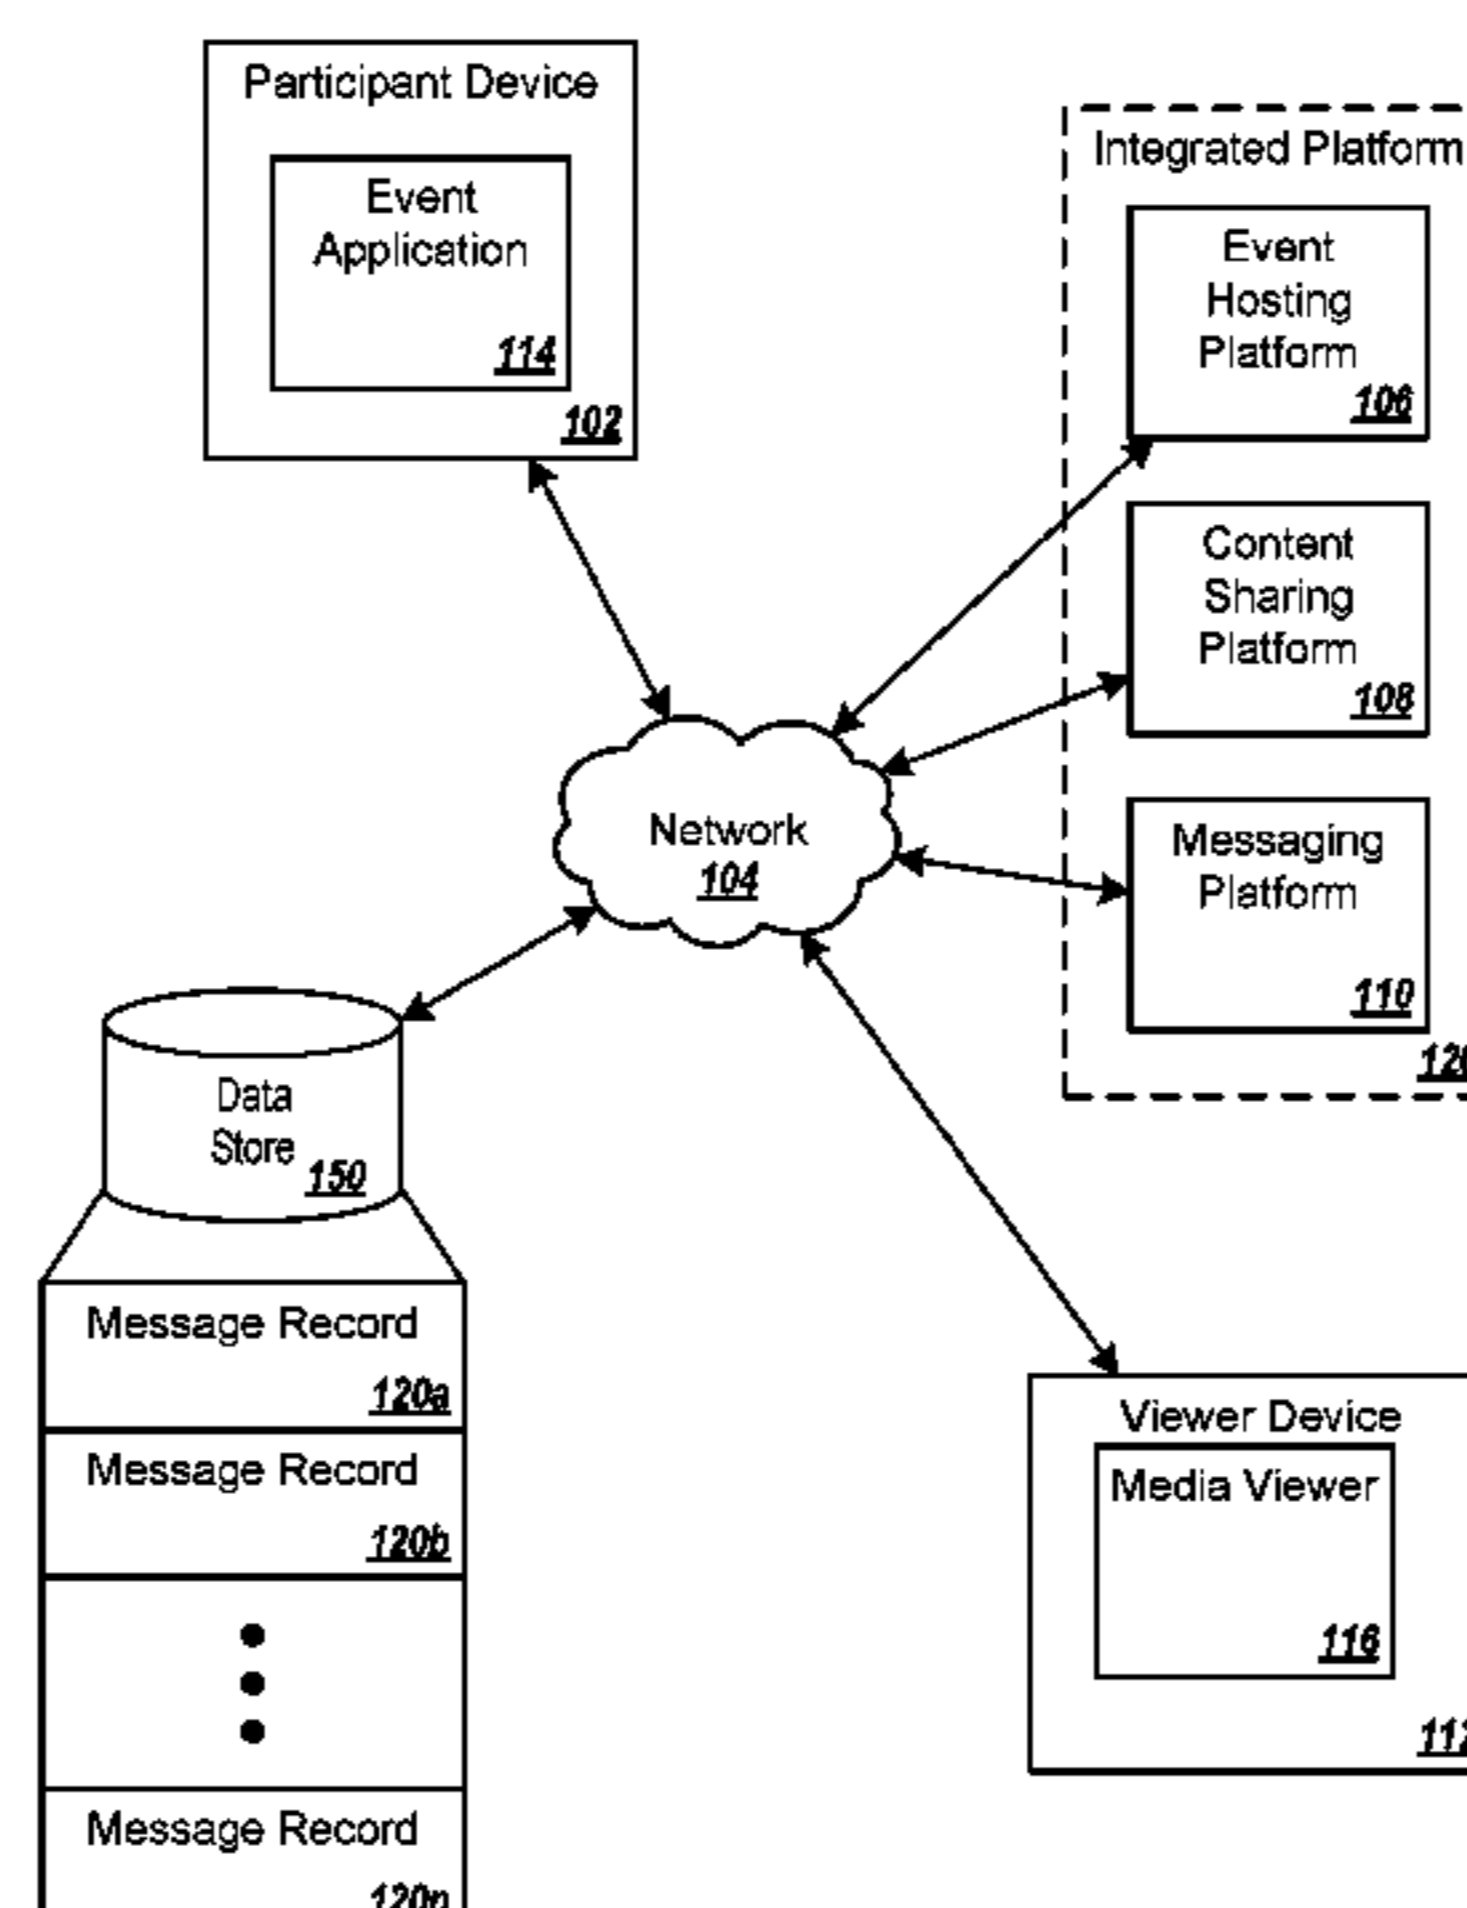 Participant Device
Event
Application
114
102
Integrated Platform
Event
Hosting
Platform
106
Content
Sharing
Platform
108
Messaging
Platform
110
Network
104
Data
Store
150
Message Record
120a
Message Record
120b
Message Record
120n
Viewer Device
Media Viewer
116